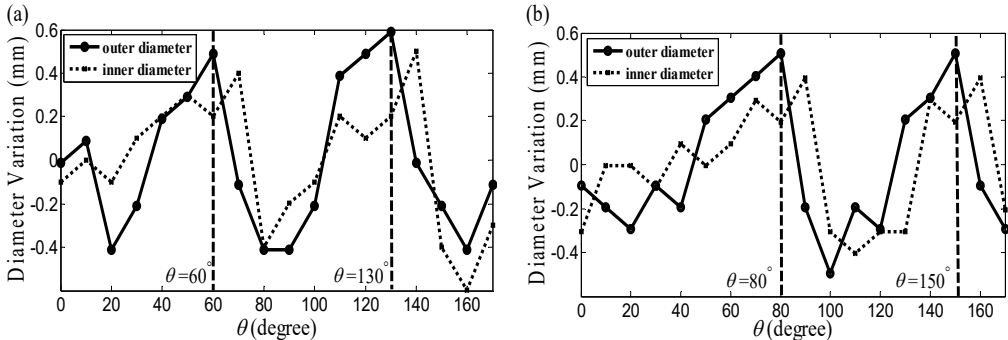 (a)
Diameter Variation (mm)
0.6
0.4
0.2
0
-0.2
-0.4
outer diameter
inner diameter
θ=60°
θ=130°
0 20 40 60 80 100 120 140 160
θ (degree)
(b)
Diameter Variation (mm)
0.6
0.4
0.2
0
-0.2
-0.4
outer diameter
inner diameter
θ=80°
θ=150°
0 20 40 60 80 100 120 140 160
θ (degree)